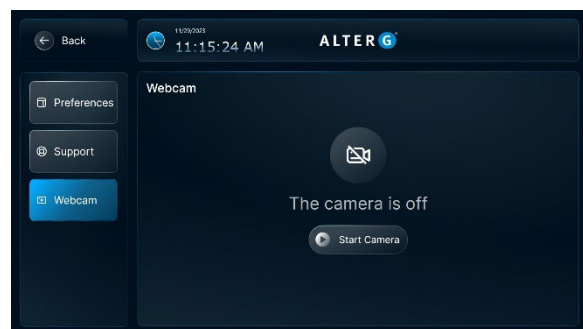 Back
11/29/2023
11:15:24 AM
ALTERG
Preferences
Support
Webcam
Webcam
The camera is off
Start Camera